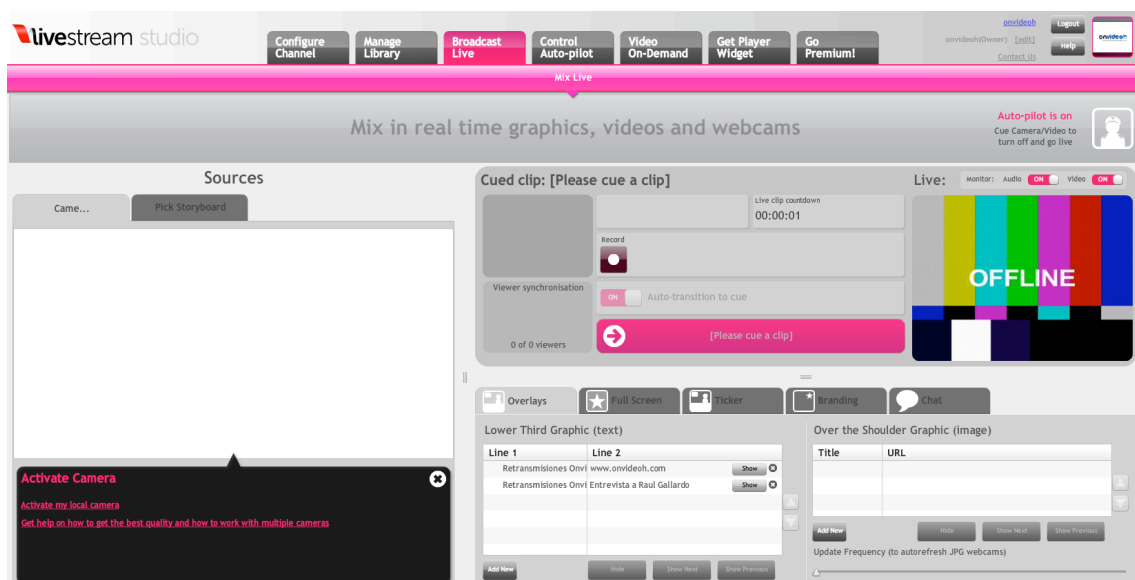 livestream studio
Configure Channel
Manage Library
Broadcast Live
Control Auto-pilot
Video On-Demand
Get Player Widget
Go Premium!
onvideoh
Logout
onvideoh(Owner) [edit]
Help
Contact Us
onvideoh
Mix Live
Mix in real time graphics, videos and webcams
Auto-pilot is on
Cue Camera/Video to
turn off and go live
Sources
Came...
Pick Storyboard
Activate Camera
Activate my local camera
Get help on how to get the best quality and how to work with multiple cameras
Cued clip: [Please cue a clip]
Live clip countdown
00:00:01
Record
Viewer synchronisation
0 of 0 viewers
ON Auto-transition to cue
[Please cue a clip]
Live:
Monitor: Audio ON Video ON
OFFLINE
Overlays
Full Screen
Ticker
Branding
Chat
Lower Third Graphic (text)
Line 1 Line 2
Retransmisiones Onvi www.onvideoh.com Show
Retransmisiones Onvi Entrevista a Raul Gallardo Show
Add New Hide Show Next Show Previous
Over the Shoulder Graphic (image)
Title URL
Add New Hide Show Next Show Previous
Update Frequency (to autorefresh JPG webcams)